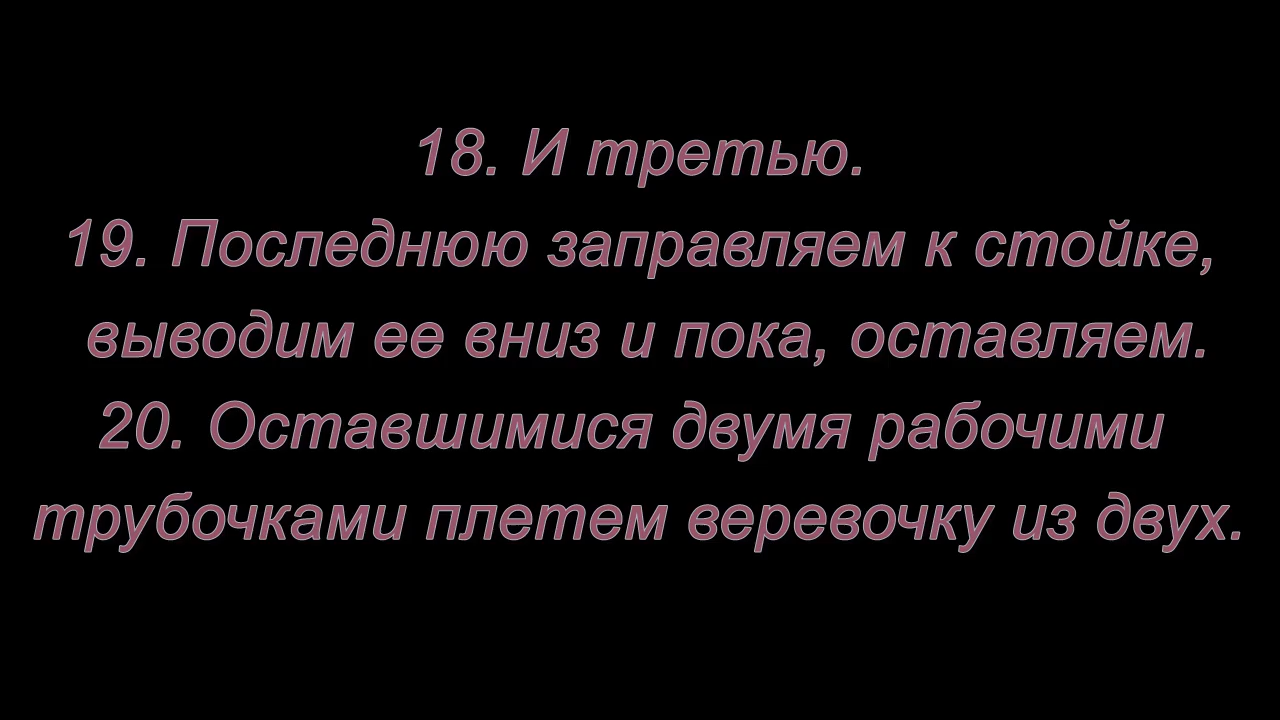 18. И третью.
19. Последнюю заправляем к стойке,
выводим ее вниз и пока, оставляем.
20. Оставшимися двумя рабочими
трубочками плетем веревочку из двух.